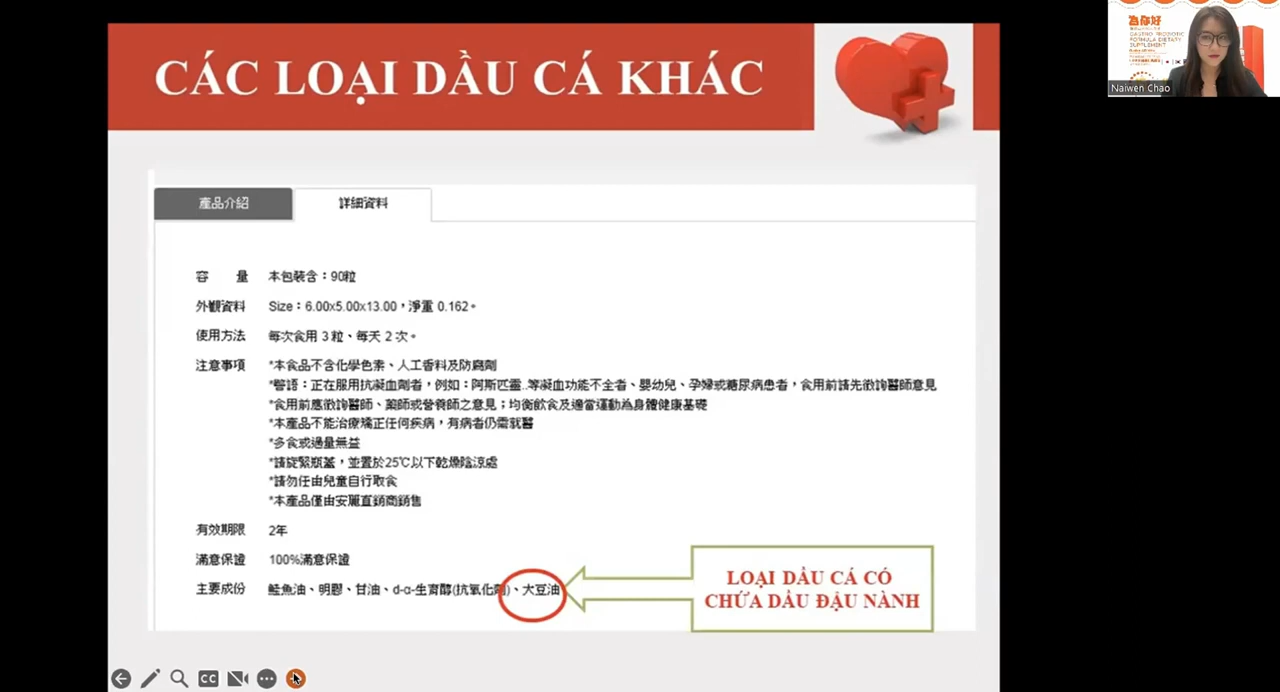 CÁC LOẠI DẦU CÁ KHÁC
為你好
GASTRO PROBIOTIC
FORMULA DIETARY
SUPPLEMENT
Naiwen Chao
產品介紹
詳細資料
容 量 本包裝含：90粒
外觀資料 Size：6.00x5.00x13.00，淨重 0.162。
使用方法 每次食用 3 粒、每天 2 次。
注意事項 *本食品不含化學色素、人工香料及防腐劑
*警語：正在服用抗凝血劑者，例如：阿斯匹靈..等凝血功能不全者、嬰幼兒、孕婦或糖尿病患者，食用前請先徵詢醫師意見
*食用前應徵詢醫師、藥師或營養師之意見；均衡飲食及適當運動為身體健康基礎
*本產品不能治療矯正任何疾病，有病者仍需就醫
*多食或過量無益
*請旋緊瓶蓋，並置於25℃以下乾燥陰涼處
*請勿任由兒童自行取食
*本產品僅由安麗直銷商銷售
有效期限 2年
滿意保證 100%滿意保證
主要成份 鮭魚油、明膠、甘油、d-α-生育醇(抗氧化劑)、大豆油
LOẠI DẦU CÁ CÓ
CHỨA DẦU ĐẬU NÀNH
CC